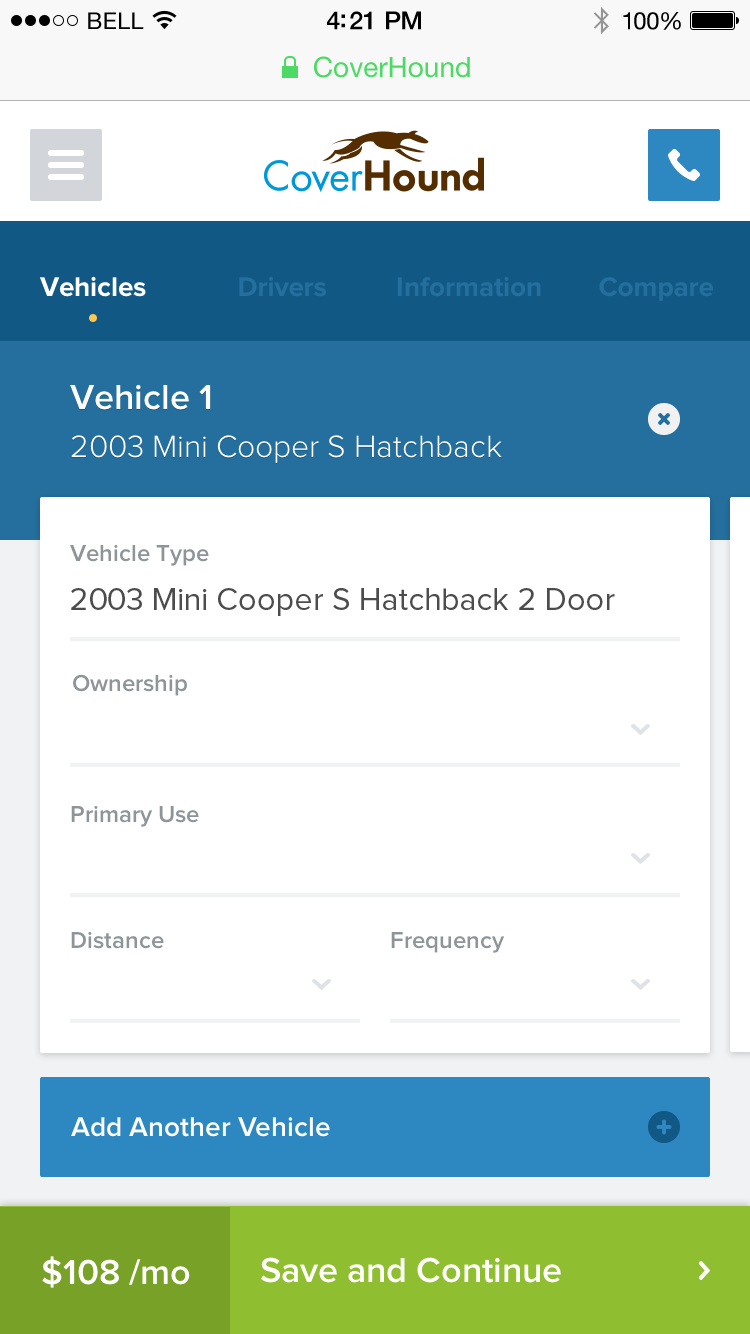 BELL 4:21 PM 100%
CoverHound
CoverHound
Vehicles Drivers Information Compare
Vehicle 1
2003 Mini Cooper S Hatchback
Vehicle Type
2003 Mini Cooper S Hatchback 2 Door
Ownership
Primary Use
Distance Frequency
Add Another Vehicle
$108 /mo Save and Continue